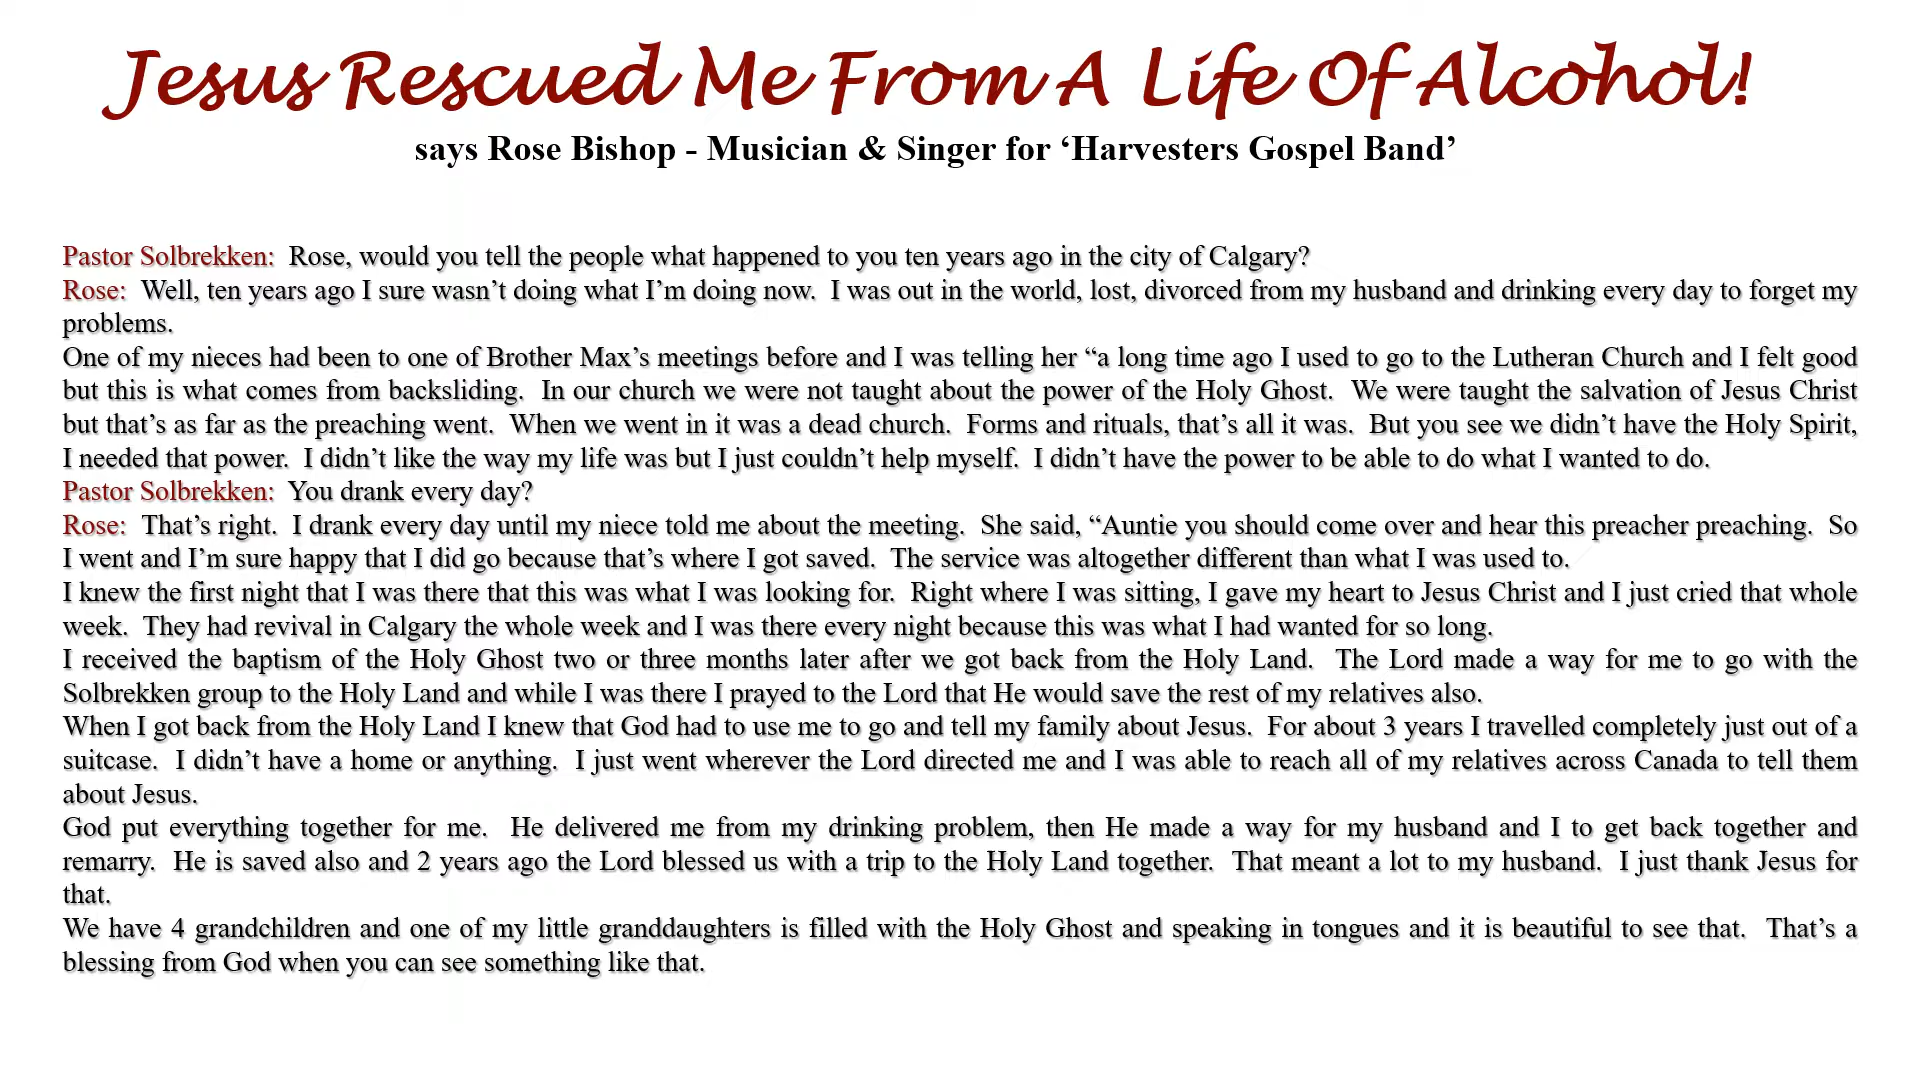 Jesus Rescued Me From A Life Of Alcohol!
says Rose Bishop - Musician & Singer for ‘Harvesters Gospel Band’
Pastor Solbrekken:  Rose, would you tell the people what happened to you ten years ago in the city of Calgary?
Rose:  Well, ten years ago I sure wasn’t doing what I’m doing now.  I was out in the world, lost, divorced from my husband and drinking every day to forget my
problems.
One of my nieces had been to one of Brother Max’s meetings before and I was telling her “a long time ago I used to go to the Lutheran Church and I felt good
but this is what comes from backsliding.  In our church we were not taught about the power of the Holy Ghost.  We were taught the salvation of Jesus Christ
but that’s as far as the preaching went.  When we went in it was a dead church.  Forms and rituals, that’s all it was.  But you see we didn’t have the Holy Spirit,
I needed that power.  I didn’t like the way my life was but I just couldn’t help myself.  I didn’t have the power to be able to do what I wanted to do.
Pastor Solbrekken:  You drank every day?
Rose:  That’s right.  I drank every day until my niece told me about the meeting.  She said, “Auntie you should come over and hear this preacher preaching.  So
I went and I’m sure happy that I did go because that’s where I got saved.  The service was altogether different than what I was used to.
I knew the first night that I was there that this was what I was looking for.  Right where I was sitting, I gave my heart to Jesus Christ and I just cried that whole
week.  They had revival in Calgary the whole week and I was there every night because this was what I had wanted for so long.
I received the baptism of the Holy Ghost two or three months later after we got back from the Holy Land.  The Lord made a way for me to go with the
Solbrekken group to the Holy Land and while I was there I prayed to the Lord that He would save the rest of my relatives also.
When I got back from the Holy Land I knew that God had to use me to go and tell my family about Jesus.  For about 3 years I travelled completely just out of a
suitcase.  I didn’t have a home or anything.  I just went wherever the Lord directed me and I was able to reach all of my relatives across Canada to tell them
about Jesus.
God put everything together for me.  He delivered me from my drinking problem, then He made a way for my husband and I to get back together and
remarry.  He is saved also and 2 years ago the Lord blessed us with a trip to the Holy Land together.  That meant a lot to my husband.  I just thank Jesus for
that.
We have 4 grandchildren and one of my little granddaughters is filled with the Holy Ghost and speaking in tongues and it is beautiful to see that.  That’s a
blessing from God when you can see something like that.